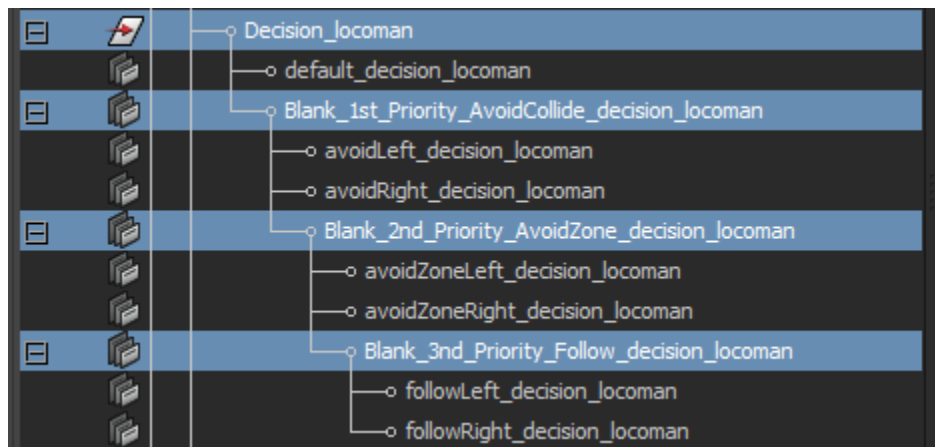 Decision_locoman
default_decision_locoman
Blank_1st_Priority_AvoidCollide_decision_locoman
avoidLeft_decision_locoman
avoidRight_decision_locoman
Blank_2nd_Priority_AvoidZone_decision_locoman
avoidZoneLeft_decision_locoman
avoidZoneRight_decision_locoman
Blank_3nd_Priority_Follow_decision_locoman
followLeft_decision_locoman
followRight_decision_locoman